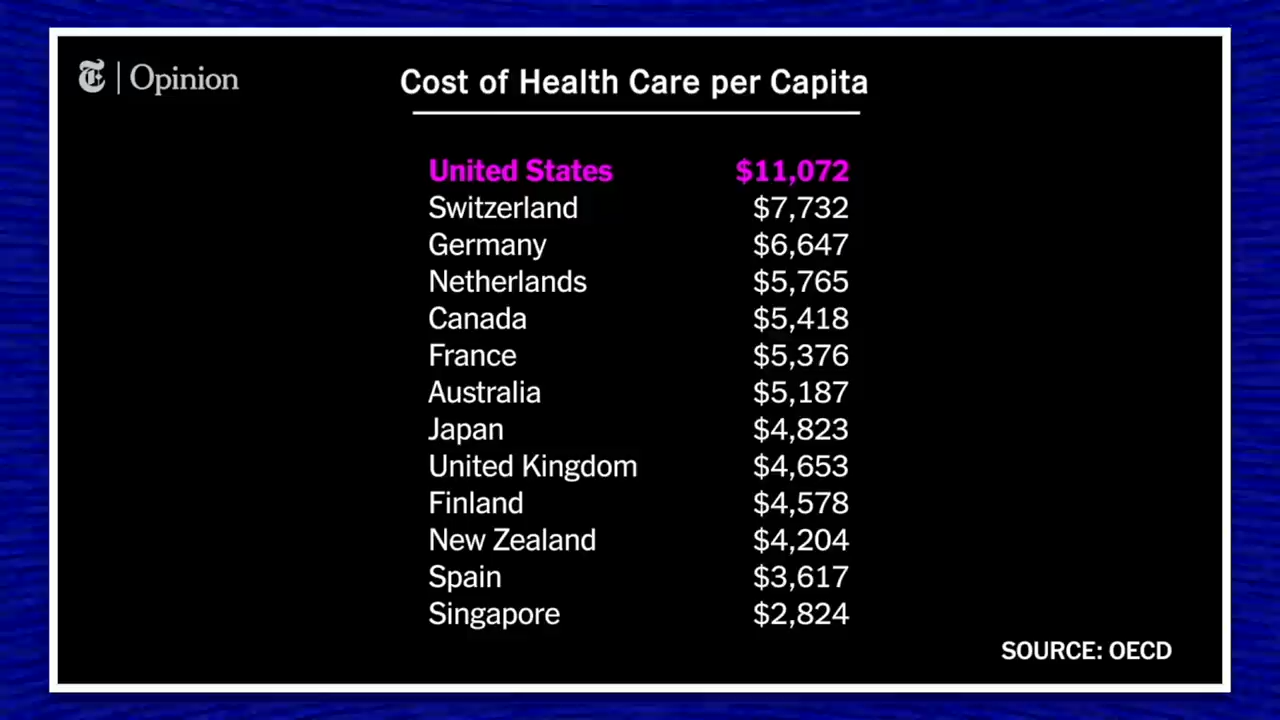 T | Opinion
Cost of Health Care per Capita
United States $11,072
Switzerland $7,732
Germany $6,647
Netherlands $5,765
Canada $5,418
France $5,376
Australia $5,187
Japan $4,823
United Kingdom $4,653
Finland $4,578
New Zealand $4,204
Spain $3,617
Singapore $2,824
SOURCE: OECD